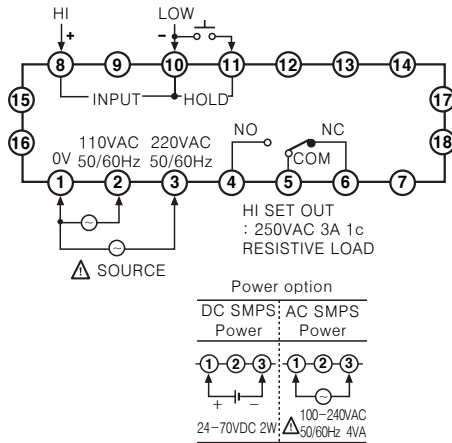 HI LOW
+ −
8 9 10 11 12 13 14
INPUT HOLD
15 17
16 18
110VAC 220VAC NO NC
0V 50/60Hz 50/60Hz COM
1 2 3 4 5 6 7
HI SET OUT
: 250VAC 3A 1c
RESISTIVE LOAD
⚠ SOURCE
Power option
DC SMPS AC SMPS
Power Power
1 2 3 1 2 3
+ −
24-70VDC 2W ⚠ 100-240VAC
50/60Hz 4VA